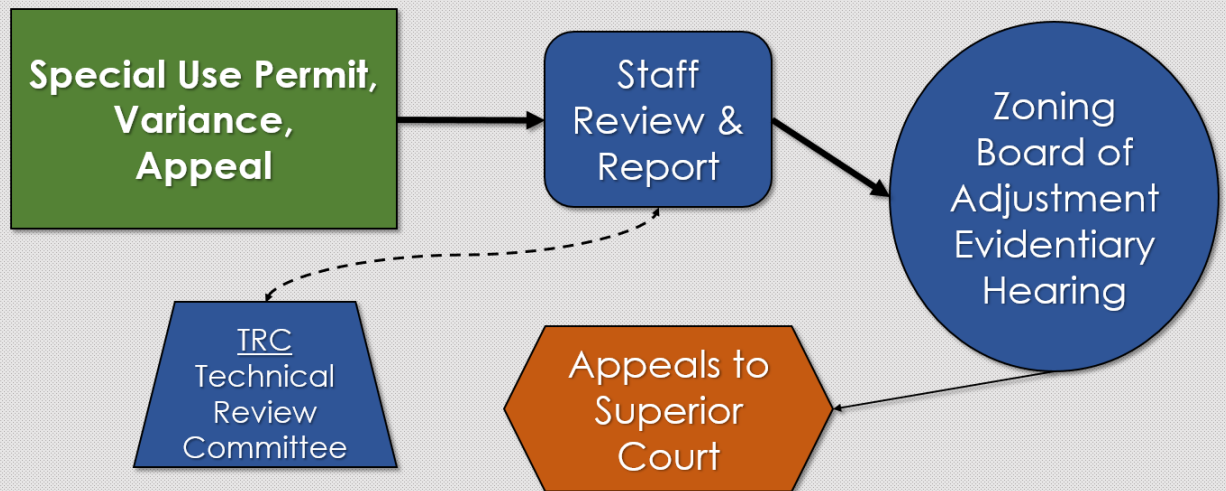 Special Use Permit,
Variance,
Appeal
Staff
Review &
Report
Zoning
Board of
Adjustment
Evidentiary
Hearing
TRC
Technical
Review
Committee
Appeals to
Superior
Court